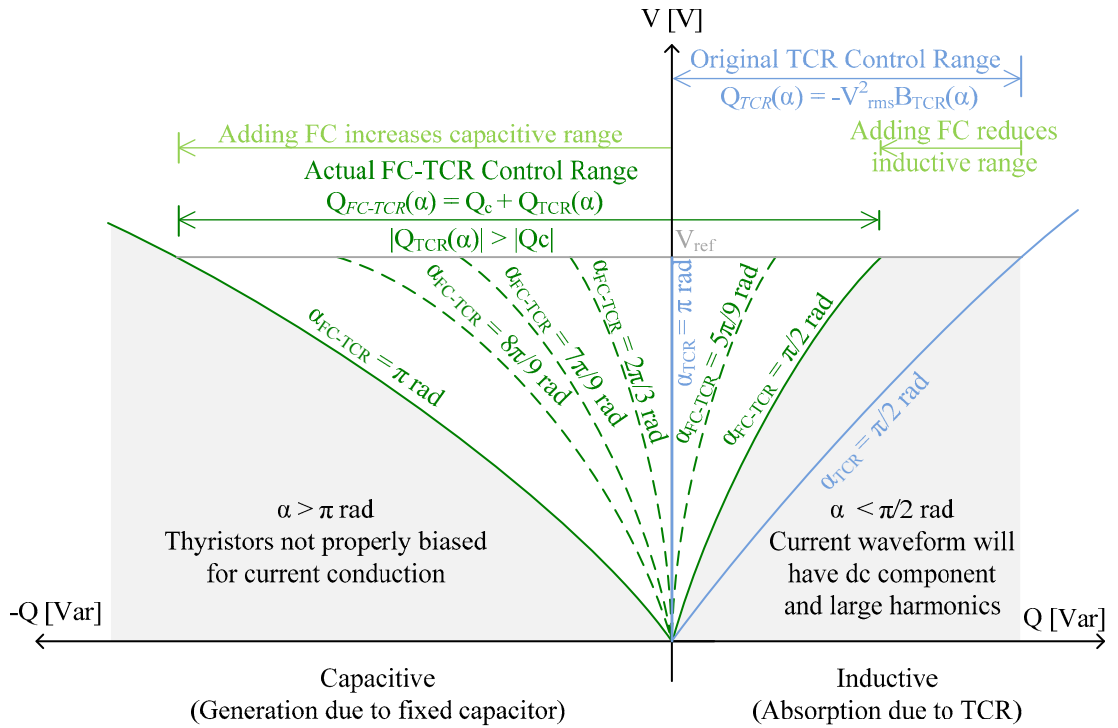 V [V]
Original TCR Control Range
Q_TCR(α) = -V²_rms B_TCR(α)
Adding FC increases capacitive range
Adding FC reduces
inductive range
Actual FC-TCR Control Range
Q_FC-TCR(α) = Q_c + Q_TCR(α)
|Q_TCR(α)| > |Qc|
V_ref
α_FC-TCR = π rad
α_FC-TCR = 8π/9 rad
α_FC-TCR = 7π/9 rad
α_FC-TCR = 2π/3 rad
α_TCR = π rad
α_FC-TCR = 5π/9 rad
α_FC-TCR = π/2 rad
α_TCR = π/2 rad
α > π rad
Thyristors not properly biased
for current conduction
α < π/2 rad
Current waveform will
have dc component
and large harmonics
-Q [Var]
Q [Var]
Capacitive
(Generation due to fixed capacitor)
Inductive
(Absorption due to TCR)